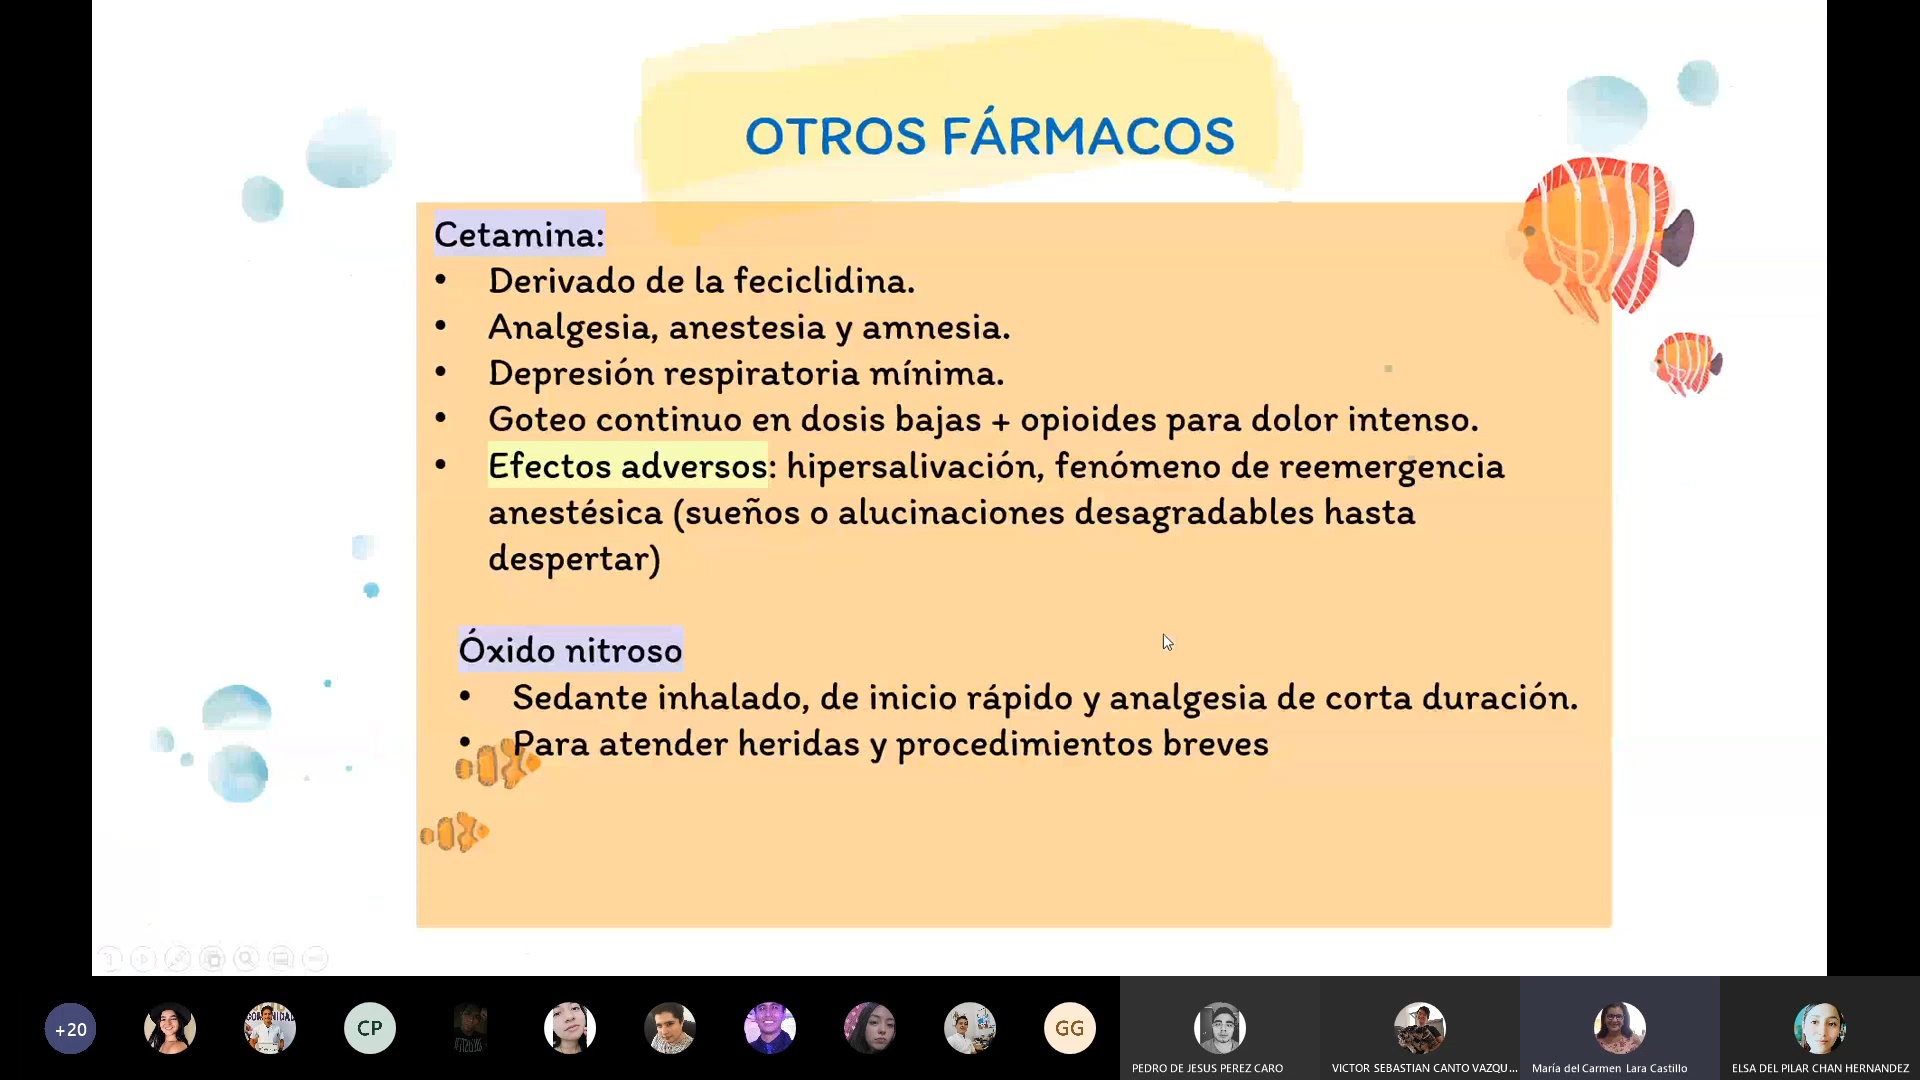 OTROS FÁRMACOS
Cetamina:
• Derivado de la feciclidina.
• Analgesia, anestesia y amnesia.
• Depresión respiratoria mínima.
• Goteo continuo en dosis bajas + opioides para dolor intenso.
• Efectos adversos: hipersalivación, fenómeno de reemergencia
anestésica (sueños o alucinaciones desagradables hasta
despertar)
Óxido nitroso
• Sedante inhalado, de inicio rápido y analgesia de corta duración.
• Para atender heridas y procedimientos breves
+20
CP
GG
PEDRO DE JESUS PEREZ CARO
VICTOR SEBASTIAN CANTO VAZQU...
María del Carmen Lara Castillo
ELSA DEL PILAR CHAN HERNANDEZ